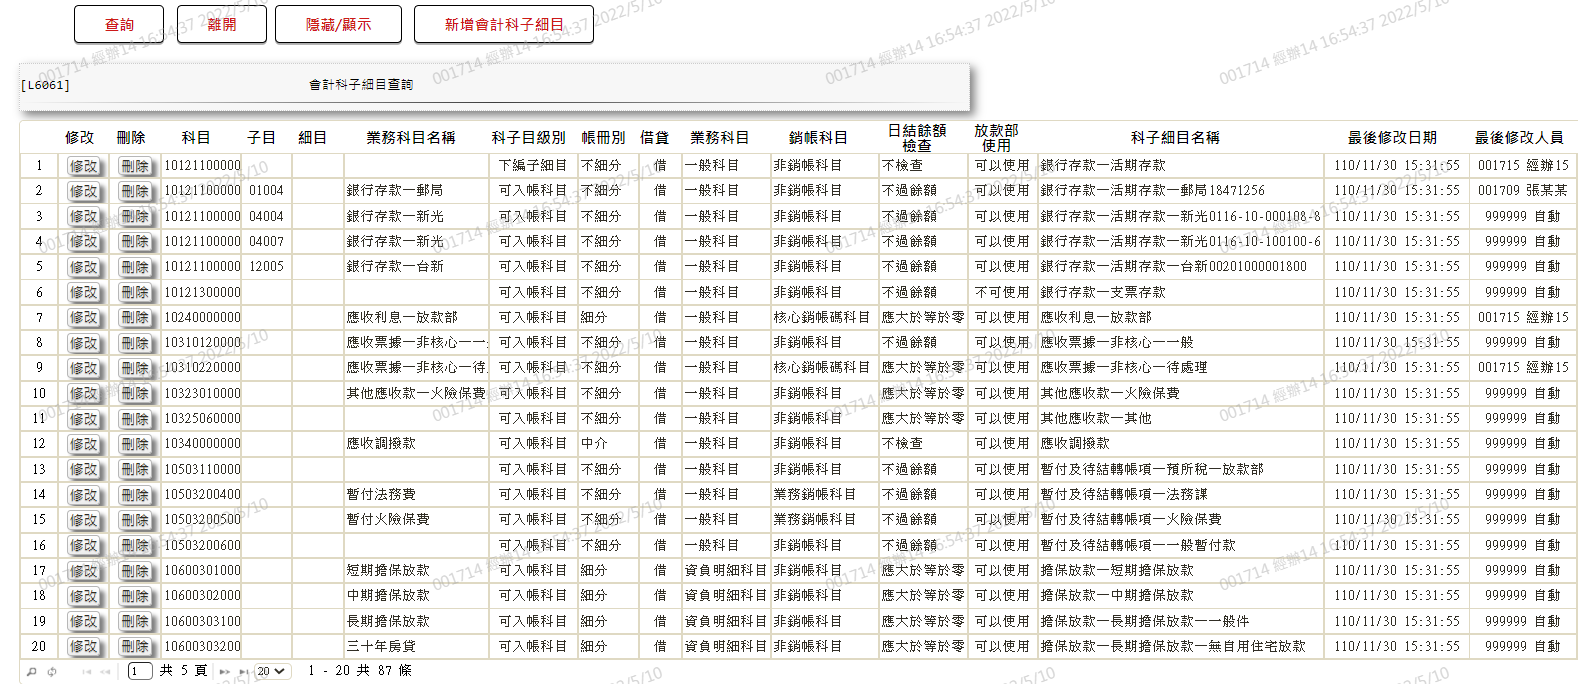 查詢 離開 隱藏/顯示 新增會計科子細目
[L6061] 會計科子細目查詢
修改 刪除 科目 子目 細目 業務科目名稱 科子目級別 帳冊別 借貸 業務科目 銷帳科目 日結餘額檢查 放款部使用 科子細目名稱 最後修改日期 最後修改人員
1 修改 刪除 10121100000 下編子細目 不細分 借 一般科目 非銷帳科目 不檢查 可以使用 銀行存款－活期存款 110/11/30 15:31:55 001715 經辦15
2 修改 刪除 10121100000 01004 銀行存款－郵局 可入帳科目 不細分 借 一般科目 非銷帳科目 不過餘額 可以使用 銀行存款－活期存款－郵局18471256 110/11/30 15:31:55 001709 張某某
3 修改 刪除 10121100000 04004 銀行存款－新光 可入帳科目 不細分 借 一般科目 非銷帳科目 不過餘額 可以使用 銀行存款－活期存款－新光0116-10-000108-8 110/11/30 15:31:55 999999 自動
4 修改 刪除 10121100000 04007 銀行存款－新光 可入帳科目 不細分 借 一般科目 非銷帳科目 不過餘額 可以使用 銀行存款－活期存款－新光0116-10-100100-6 110/11/30 15:31:55 999999 自動
5 修改 刪除 10121100000 12005 銀行存款－台新 可入帳科目 不細分 借 一般科目 非銷帳科目 不過餘額 可以使用 銀行存款－活期存款－台新00201000001800 110/11/30 15:31:55 999999 自動
6 修改 刪除 10121300000 可入帳科目 不細分 借 一般科目 非銷帳科目 不過餘額 不可使用 銀行存款－支票存款 110/11/30 15:31:55 999999 自動
7 修改 刪除 10240000000 應收利息－放款部 可入帳科目 細分 借 一般科目 核心銷帳碼科目 應大於等於零 可以使用 應收利息－放款部 110/11/30 15:31:55 001715 經辦15
8 修改 刪除 10310120000 應收票據－非核心－一 可入帳科目 不細分 借 一般科目 非銷帳科目 不過餘額 可以使用 應收票據－非核心－一般 110/11/30 15:31:55 999999 自動
9 修改 刪除 10310220000 應收票據－非核心－待 可入帳科目 不細分 借 一般科目 核心銷帳碼科目 應大於等於零 可以使用 應收票據－非核心－待處理 110/11/30 15:31:55 001715 經辦15
10 修改 刪除 10323010000 其他應收款－火險保費 可入帳科目 不細分 借 一般科目 非銷帳科目 應大於等於零 可以使用 其他應收款－火險保費 110/11/30 15:31:55 999999 自動
11 修改 刪除 10325060000 可入帳科目 不細分 借 一般科目 非銷帳科目 應大於等於零 可以使用 其他應收款－其他 110/11/30 15:31:55 999999 自動
12 修改 刪除 10340000000 應收調撥款 可入帳科目 中介 借 一般科目 非銷帳科目 不檢查 可以使用 應收調撥款 110/11/30 15:31:55 999999 自動
13 修改 刪除 10503110000 可入帳科目 不細分 借 一般科目 非銷帳科目 不過餘額 可以使用 暫付及待結轉帳項－預所稅－放款部 110/11/30 15:31:55 999999 自動
14 修改 刪除 10503200400 暫付法務費 可入帳科目 不細分 借 一般科目 業務銷帳科目 不過餘額 可以使用 暫付及待結轉帳項－法務課 110/11/30 15:31:55 999999 自動
15 修改 刪除 10503200500 暫付火險保費 可入帳科目 不細分 借 一般科目 業務銷帳科目 不過餘額 可以使用 暫付及待結轉帳項－火險保費 110/11/30 15:31:55 999999 自動
16 修改 刪除 10503200600 可入帳科目 不細分 借 一般科目 非銷帳科目 不過餘額 可以使用 暫付及待結轉帳項－一般暫付款 110/11/30 15:31:55 999999 自動
17 修改 刪除 10600301000 短期擔保放款 可入帳科目 細分 借 資負明細科目 非銷帳科目 應大於等於零 可以使用 擔保放款－短期擔保放款 110/11/30 15:31:55 999999 自動
18 修改 刪除 10600302000 中期擔保放款 可入帳科目 細分 借 資負明細科目 非銷帳科目 應大於等於零 可以使用 擔保放款－中期擔保放款 110/11/30 15:31:55 999999 自動
19 修改 刪除 10600303100 長期擔保放款 可入帳科目 細分 借 資負明細科目 非銷帳科目 應大於等於零 可以使用 擔保放款－長期擔保放款－一般件 110/11/30 15:31:55 999999 自動
20 修改 刪除 10600303200 三十年房貸 可入帳科目 細分 借 資負明細科目 非銷帳科目 應大於等於零 可以使用 擔保放款－長期擔保放款－無自用住宅放款 110/11/30 15:31:55 999999 自動
1 共 5 頁 20 1 - 20 共 87 條
001714 經辦14 16:54:37 2022/5/10